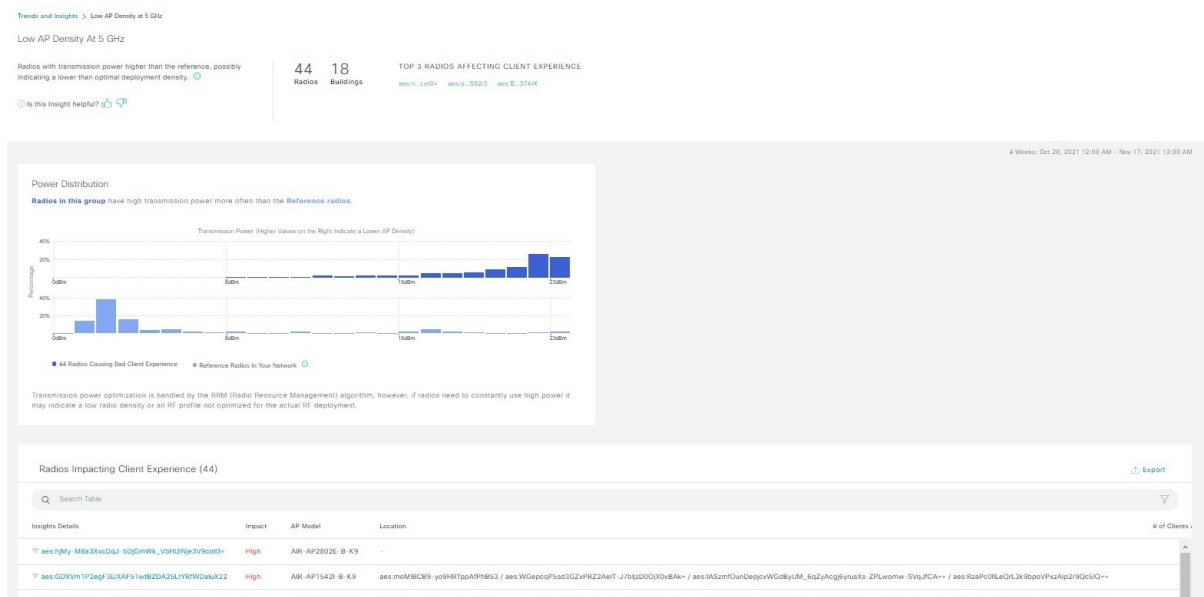 Trends and Insights > Low AP Density at 5 GHz
Low AP Density At 5 GHz
Radios with transmission power higher than the reference, possibly
indicating a lower than optimal deployment density.
Is this Insight helpful?
44 18
Radios Buildings
TOP 3 RADIOS AFFECTING CLIENT EXPERIENCE
aes:h...cot0= aes:o...592i3 aes:B...374iX
4 Weeks: Oct 20, 2021 12:00 AM - Nov 17, 2021 12:00 AM
Power Distribution
Radios in this group have high transmission power more often than the Reference radios.
Transmission Power (Higher Values on the Right Indicate a Lower AP Density)
Percentage
40%
20%
0dBm 8dBm 16dBm 23dBm
40%
20%
0dBm 8dBm 16dBm 23dBm
44 Radios Causing Bad Client Experience Reference Radios In Your Network
Transmission power optimization is handled by the RRM (Radio Resource Management) algorithm, however, if radios need to constantly use high power it
may indicate a low radio density or an RF profile not optimized for the actual RF deployment.
Radios Impacting Client Experience (44)
Export
Search Table
Insights Details Impact AP Model Location # of Clients
High AIR-AP2802E-B-K9 -
High AIR-AP1542I-B-K9